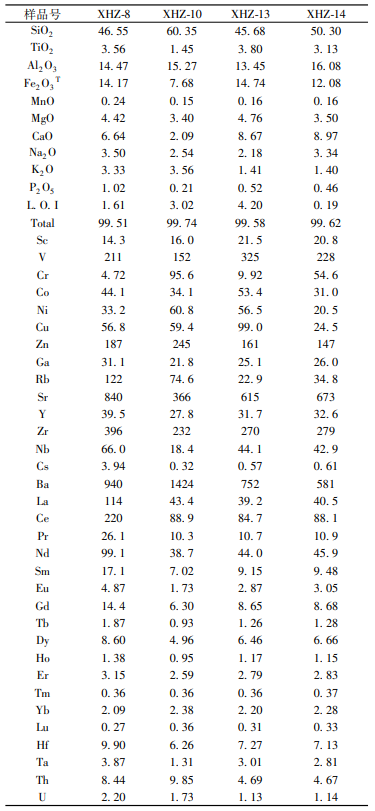 样品号 XHZ-8 XHZ-10 XHZ-13 XHZ-14
SiO2 46.55 60.35 45.68 50.30
TiO2 3.56 1.45 3.80 3.13
Al2O3 14.47 15.27 13.45 16.08
Fe2O3T 14.17 7.68 14.74 12.08
MnO 0.24 0.15 0.16 0.16
MgO 4.42 3.40 4.76 3.50
CaO 6.64 2.09 8.67 8.97
Na2O 3.50 2.54 2.18 3.34
K2O 3.33 3.56 1.41 1.40
P2O5 1.02 0.21 0.52 0.46
L.O.I 1.61 3.02 4.20 0.19
Total 99.51 99.74 99.58 99.62
Sc 14.3 16.0 21.5 20.8
V 211 152 325 228
Cr 4.72 95.6 9.92 54.6
Co 44.1 34.1 53.4 31.0
Ni 33.2 60.8 56.5 20.5
Cu 56.8 59.4 99.0 24.5
Zn 187 245 161 147
Ga 31.1 21.8 25.1 26.0
Rb 122 74.6 22.9 34.8
Sr 840 366 615 673
Y 39.5 27.8 31.7 32.6
Zr 396 232 270 279
Nb 66.0 18.4 44.1 42.9
Cs 3.94 0.32 0.57 0.61
Ba 940 1424 752 581
La 114 43.4 39.2 40.5
Ce 220 88.9 84.7 88.1
Pr 26.1 10.3 10.7 10.9
Nd 99.1 38.7 44.0 45.9
Sm 17.1 7.02 9.15 9.48
Eu 4.87 1.73 2.87 3.05
Gd 14.4 6.30 8.65 8.68
Tb 1.87 0.93 1.26 1.28
Dy 8.60 4.96 6.46 6.66
Ho 1.38 0.95 1.17 1.15
Er 3.15 2.59 2.79 2.83
Tm 0.36 0.36 0.36 0.37
Yb 2.09 2.38 2.20 2.28
Lu 0.27 0.36 0.31 0.33
Hf 9.90 6.26 7.27 7.13
Ta 3.87 1.31 3.01 2.81
Th 8.44 9.85 4.69 4.67
U 2.20 1.73 1.13 1.14